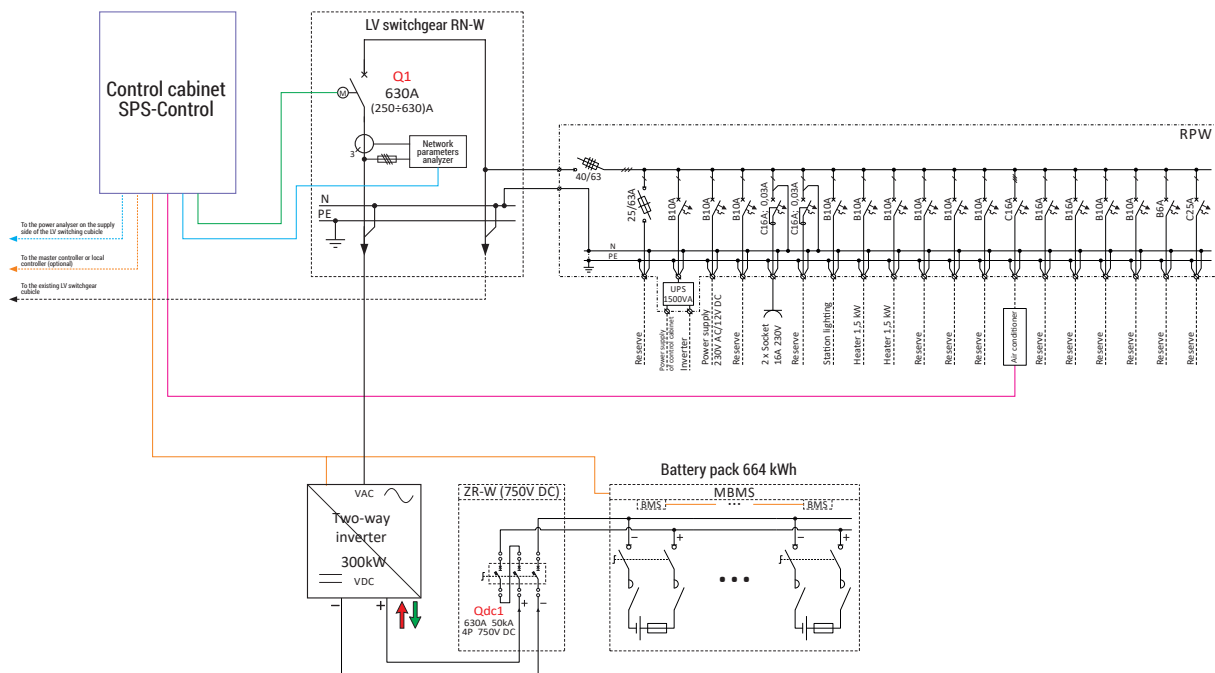 Control cabinet
SPS-Control
LV switchgear RN-W
Q1
630A
(250÷630)A
M
3
Network
parameters
analyzer
N
PE
To the power analyser on the supply
side of the LV switching cubicle
To the master controller or local
controller (optional)
To the existing LV switchgear
cubicle
RPW
40/63
25/63A
B10A
B10A
B10A
C16A; 0,03A
C16A; 0,03A
B10A
B10A
B10A
B10A
B10A
B10A
C15A
B16A
B16A
B10A
B10A
B6A
C25A
N
PE
UPS
1500VA
Reserve
Power supply
of control cabinet
Inverter
Power supply
230V AC/12V DC
Reserve
2 x Socket
16A 230V
Reserve
Station lighting
Heater 1,5 kW
Heater 1,5 kW
Reserve
Reserve
Reserve
Air conditioner
Reserve
Reserve
Reserve
Reserve
Reserve
Reserve
VAC
Two-way
inverter
300kW
VDC
−
+
ZR-W (750V DC)
Qdc1
630A 50kA
4P 750V DC
+
−
Battery pack 664 kWh
MBMS
BMS
...
BMS
−
+
−
+